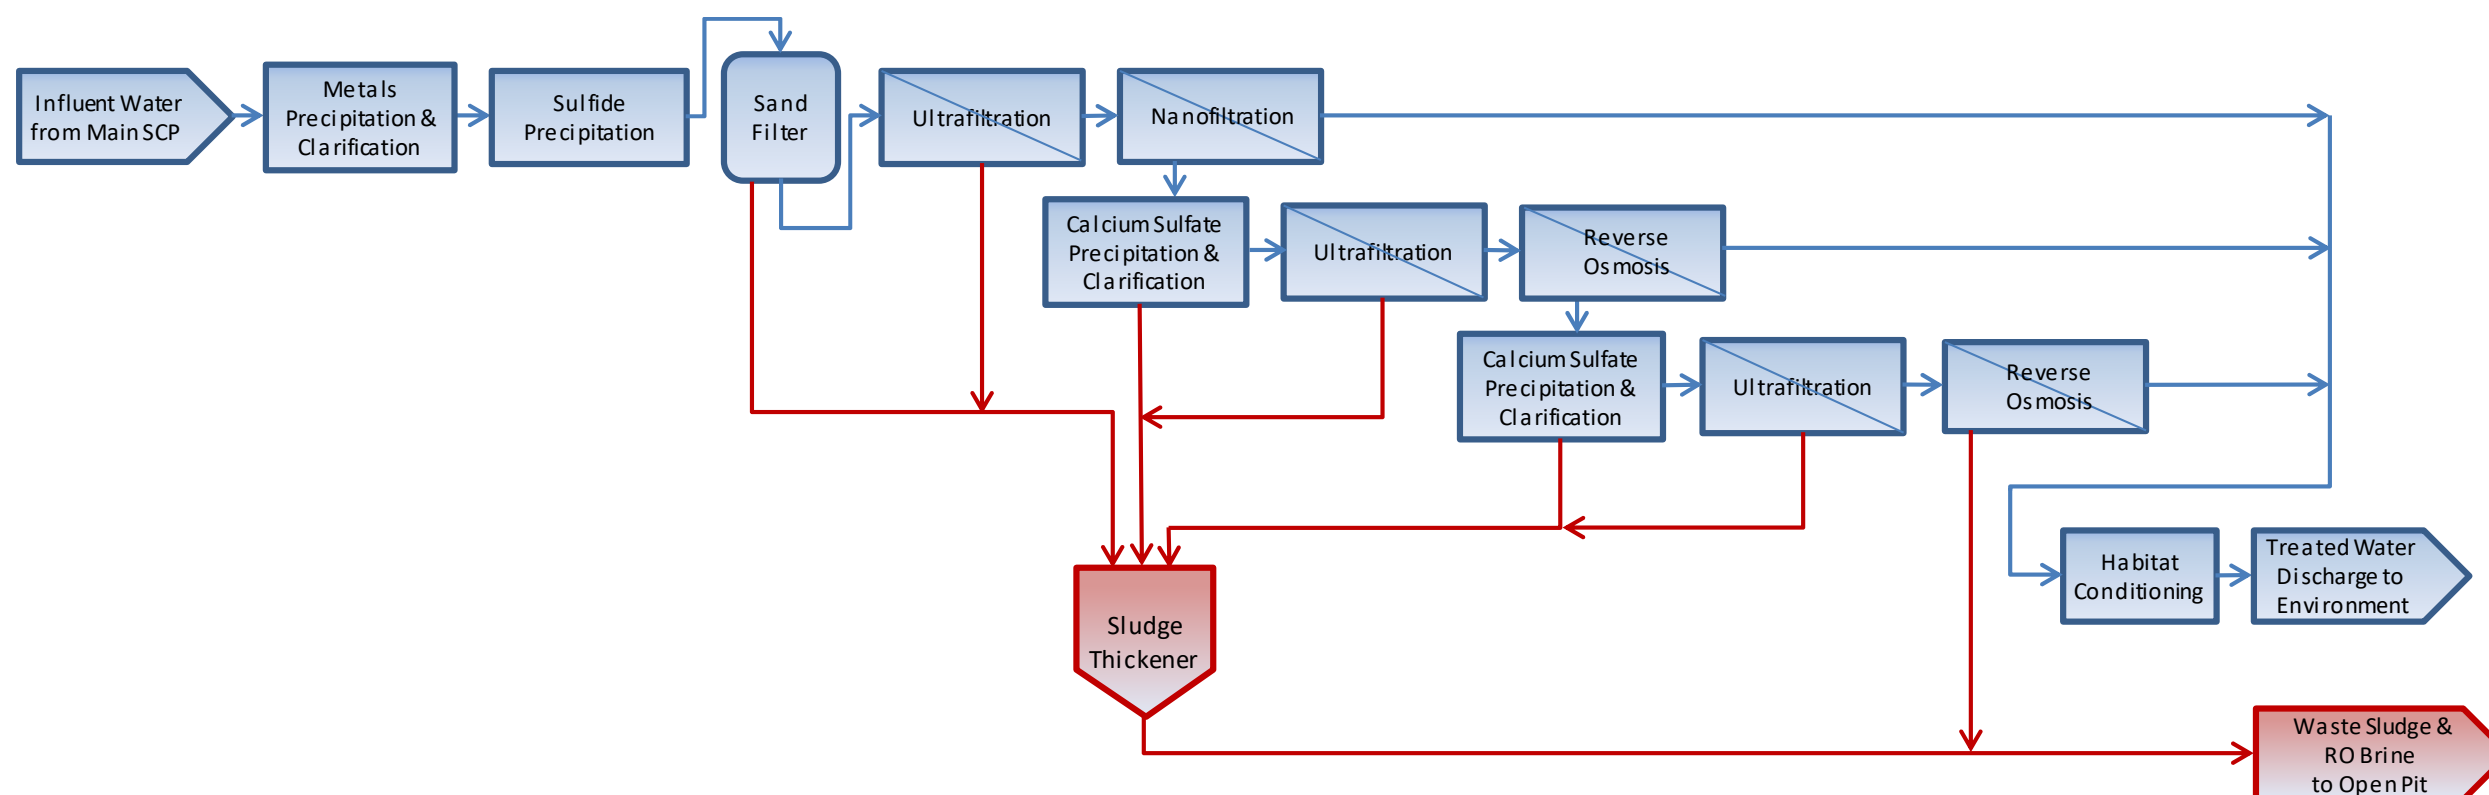 Influent Water
from Main SCP
Metals
Precipitation &
Clarification
Sulfide
Precipitation
Sand
Filter
Ultrafiltration
Nanofiltration
Calcium Sulfate
Precipitation &
Clarification
Ultrafiltration
Reverse
Osmosis
Calcium Sulfate
Precipitation &
Clarification
Ultrafiltration
Reverse
Osmosis
Habitat
Conditioning
Treated Water
Discharge to
Environment
Sludge
Thickener
Waste Sludge &
RO Brine
to Open Pit